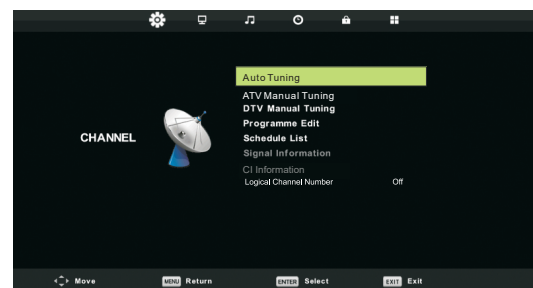 CHANNEL
Auto Tuning
ATV Manual Tuning
DTV Manual Tuning
Programme Edit
Schedule List
Signal Information
CI Information
Logical Channel Number Off
Move MENU Return ENTER Select EXIT Exit